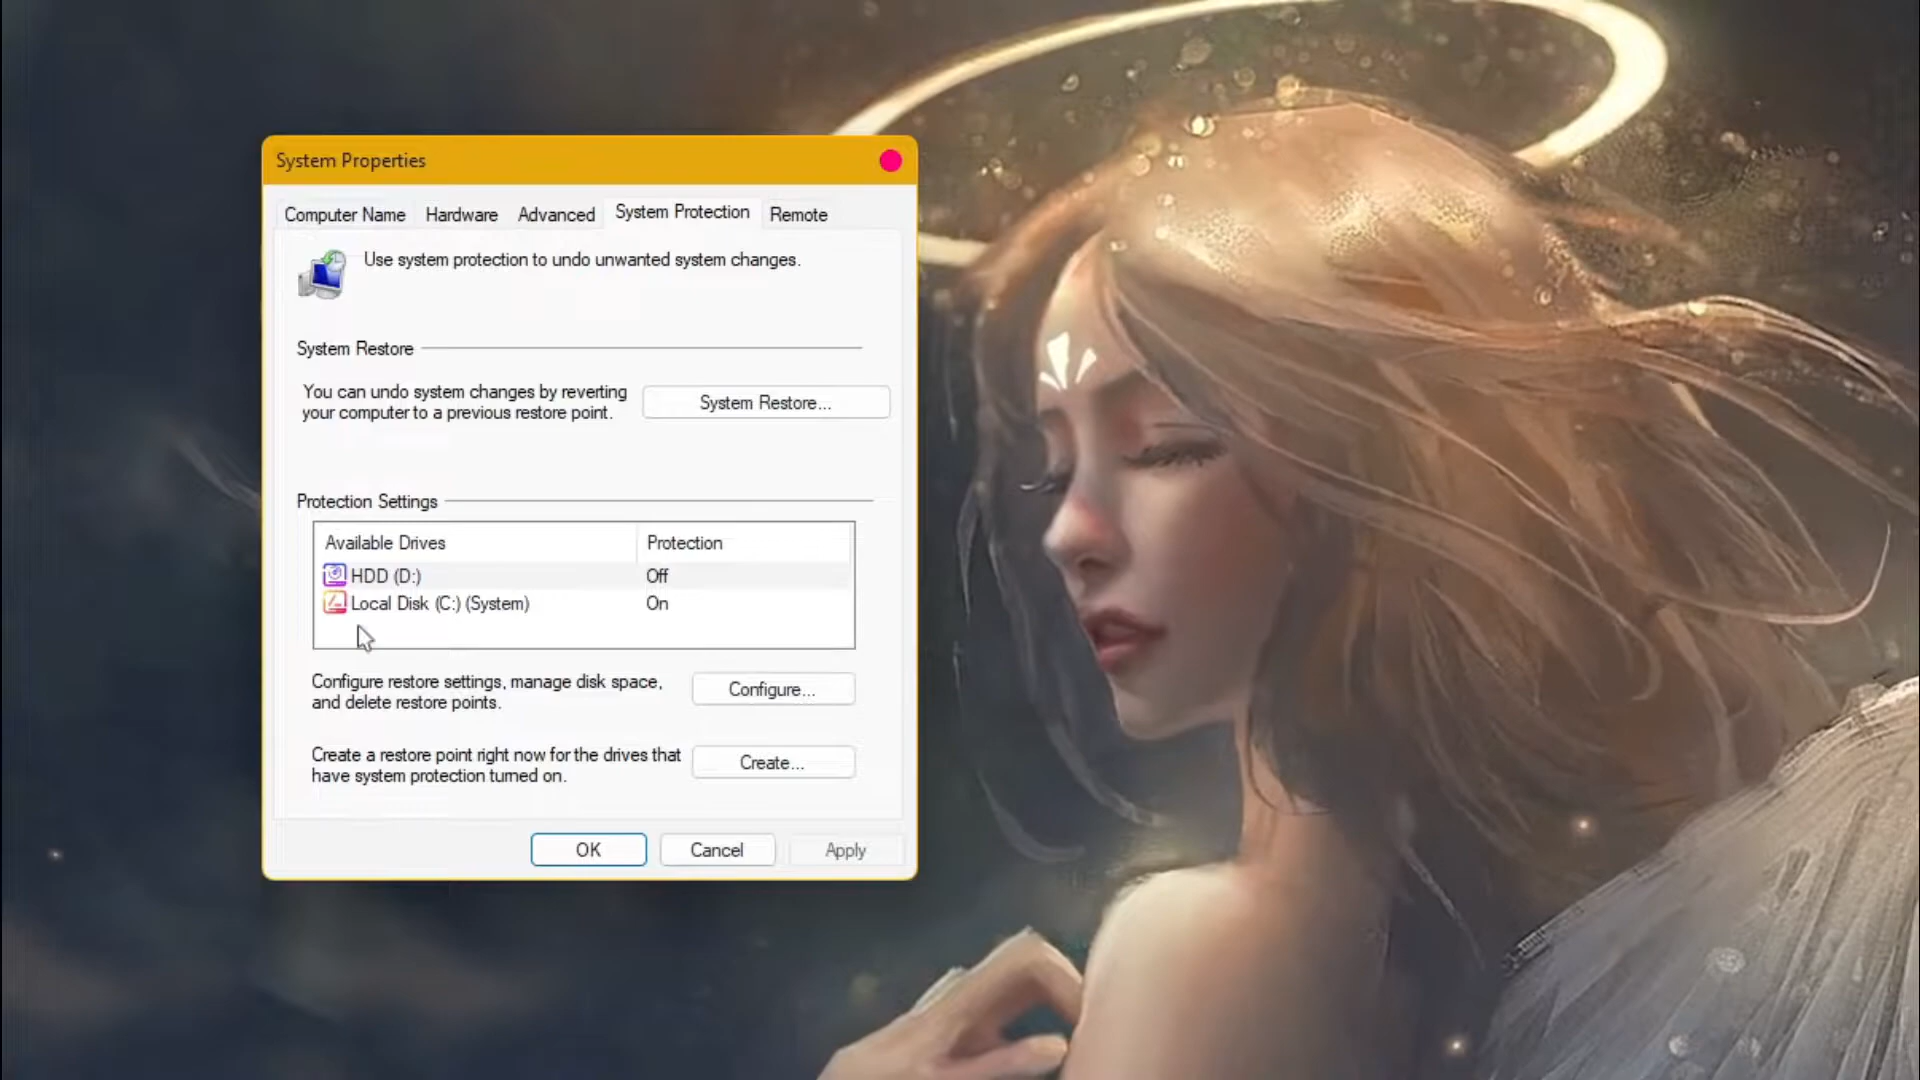 System Properties
Computer Name Hardware Advanced System Protection Remote
Use system protection to undo unwanted system changes.
System Restore
You can undo system changes by reverting
your computer to a previous restore point.
System Restore...
Protection Settings
Available Drives Protection
HDD (D:) Off
Local Disk (C:) (System) On
Configure restore settings, manage disk space,
and delete restore points.
Configure...
Create a restore point right now for the drives that
have system protection turned on.
Create...
OK Cancel Apply